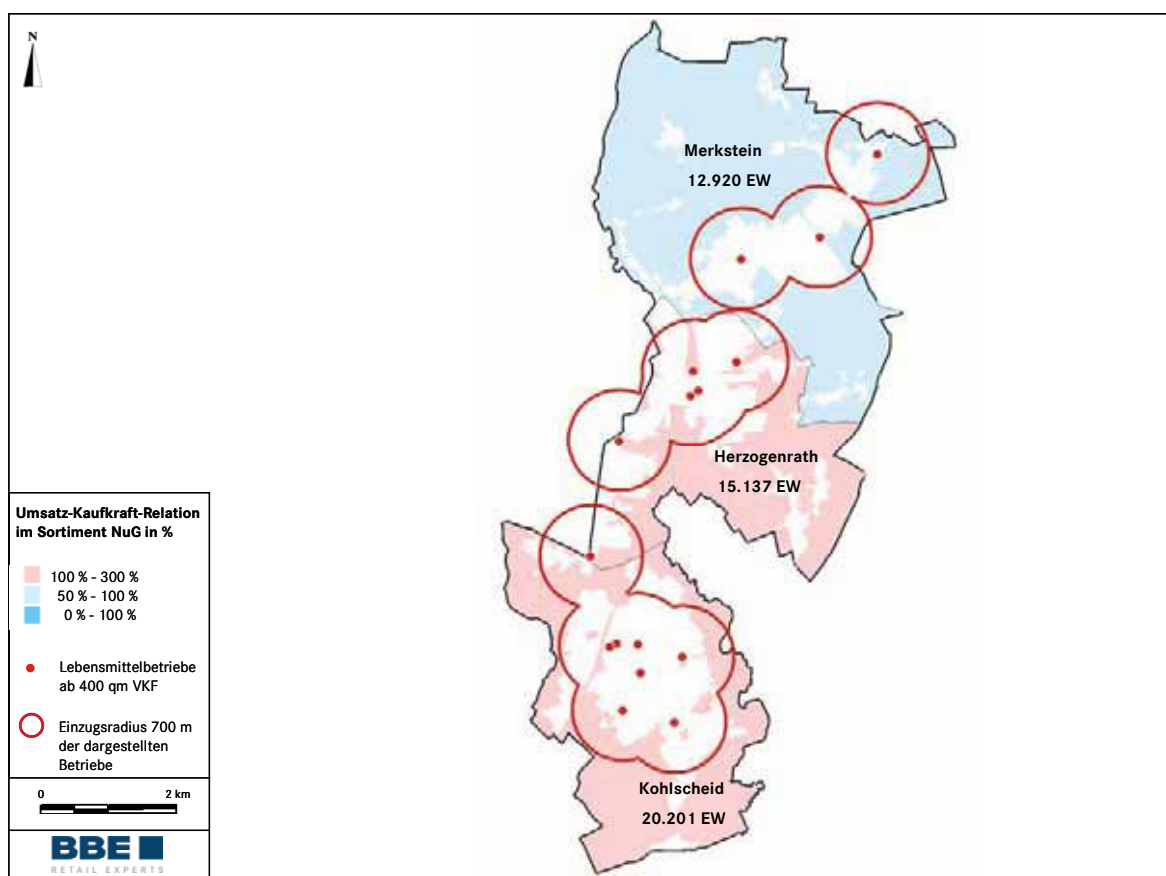 N
Merkstein
12.920 EW
Herzogenrath
15.137 EW
Kohlscheid
20.201 EW
Umsatz-Kaufkraft-Relation
im Sortiment NuG in %
100 % - 300 %
50 % - 100 %
0 % - 100 %
Lebensmittelbetriebe
ab 400 qm VKF
Einzugsradius 700 m
der dargestellten
Betriebe
0 2 km
BBE
RETAIL EXPERTS